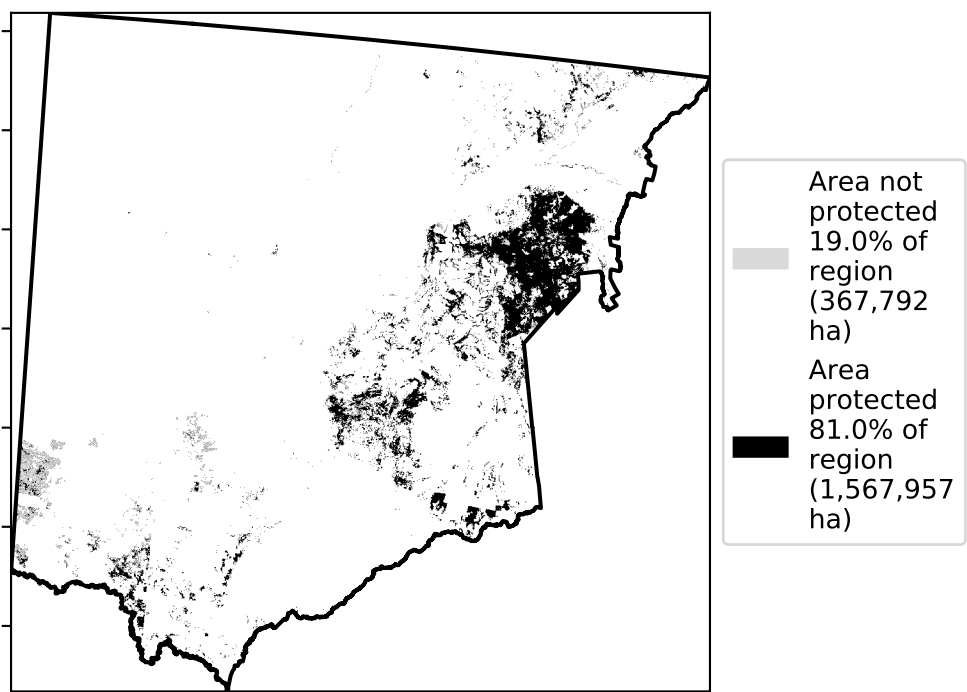 Area not
protected
19.0% of
region
(367,792
ha)
Area
protected
81.0% of
region
(1,567,957
ha)